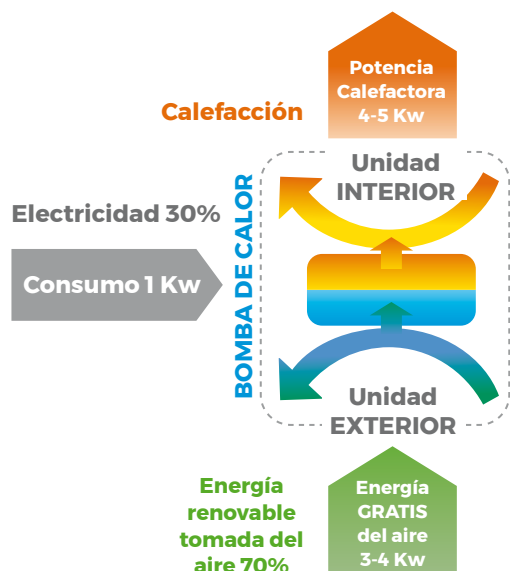 Potencia
Calefactora
4-5 Kw
Calefacción
Unidad
INTERIOR
Electricidad 30%
Consumo 1 Kw
BOMBA DE CALOR
Unidad
EXTERIOR
Energía
renovable
tomada del
aire 70%
Energía
GRATIS
del aire
3-4 Kw